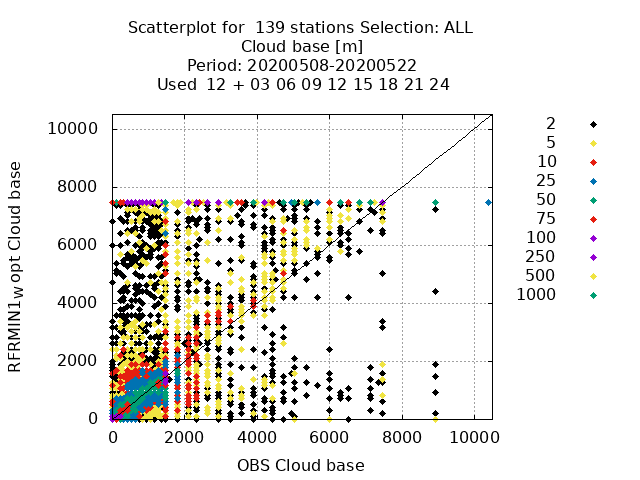 Scatterplot for  139 stations Selection: ALL
Cloud base [m]
Period: 20200508-20200522
Used  12 + 03 06 09 12 15 18 21 24
RFRMIN1W opt Cloud base
10000
8000
6000
4000
2000
0
0 2000 4000 6000 8000 10000
OBS Cloud base
2
5
10
25
50
75
100
250
500
1000